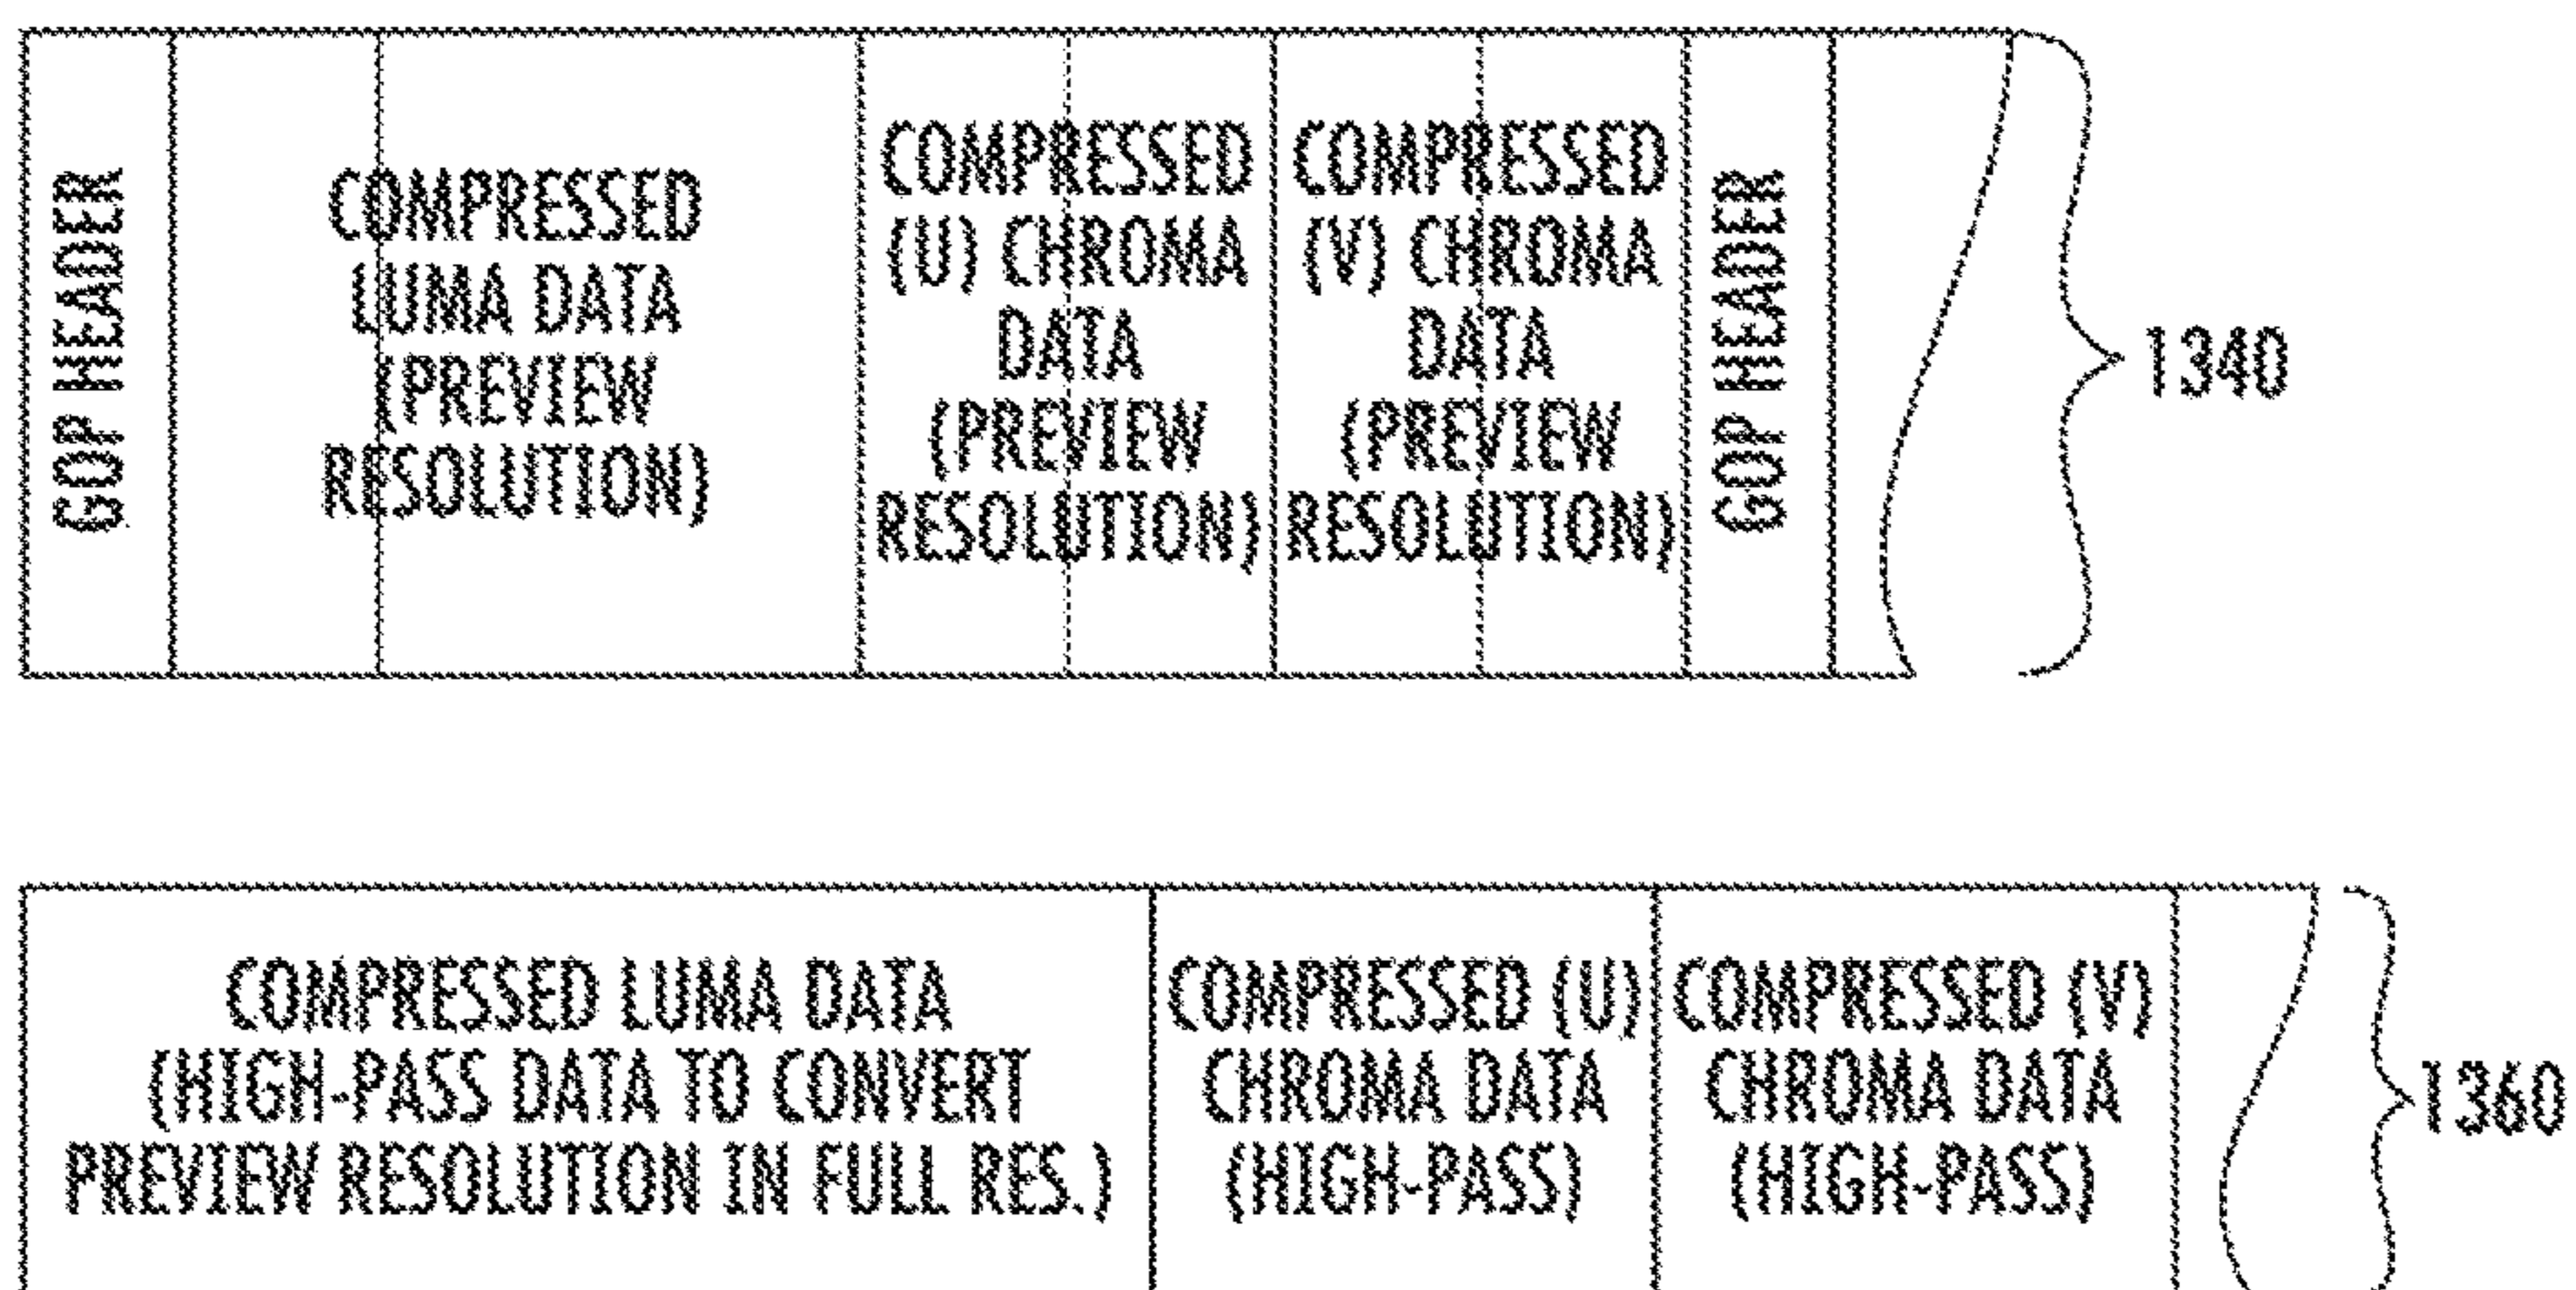 GOP HEADER
COMPRESSED
LUMA DATA
(PREVIEW
RESOLUTION)
COMPRESSED
(U) CHROMA
DATA
(PREVIEW
RESOLUTION)
COMPRESSED
(V) CHROMA
DATA
(PREVIEW
RESOLUTION)
GOP HEADER
1340
COMPRESSED LUMA DATA
(HIGH-PASS DATA TO CONVERT
PREVIEW RESOLUTION IN FULL RES.)
COMPRESSED (U)
CHROMA DATA
(HIGH-PASS)
COMPRESSED (V)
CHROMA DATA
(HIGH-PASS)
1360